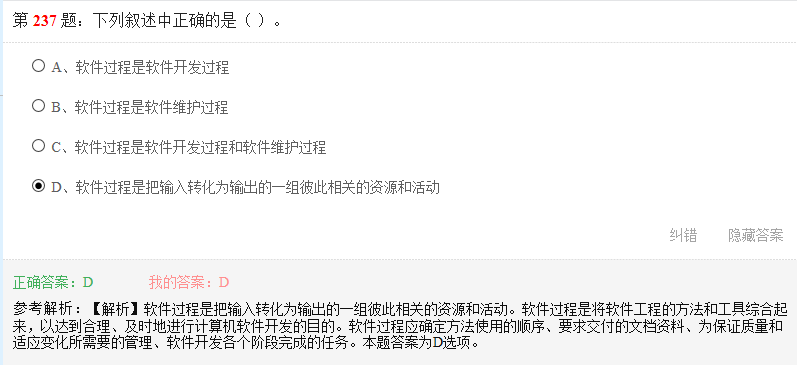 第 237 题：下列叙述中正确的是（ ）。
A、软件过程是软件开发过程
B、软件过程是软件维护过程
C、软件过程是软件开发过程和软件维护过程
D、软件过程是把输入转化为输出的一组彼此相关的资源和活动
纠错 隐藏答案
正确答案：D 我的答案：D
参考解析：【解析】软件过程是把输入转化为输出的一组彼此相关的资源和活动。软件过程是将软件工程的方法和工具综合起
来，以达到合理、及时地进行计算机软件开发的目的。软件过程应确定方法使用的顺序、要求交付的文档资料、为保证质量和
适应变化所需要的管理、软件开发各个阶段完成的任务。本题答案为D选项。